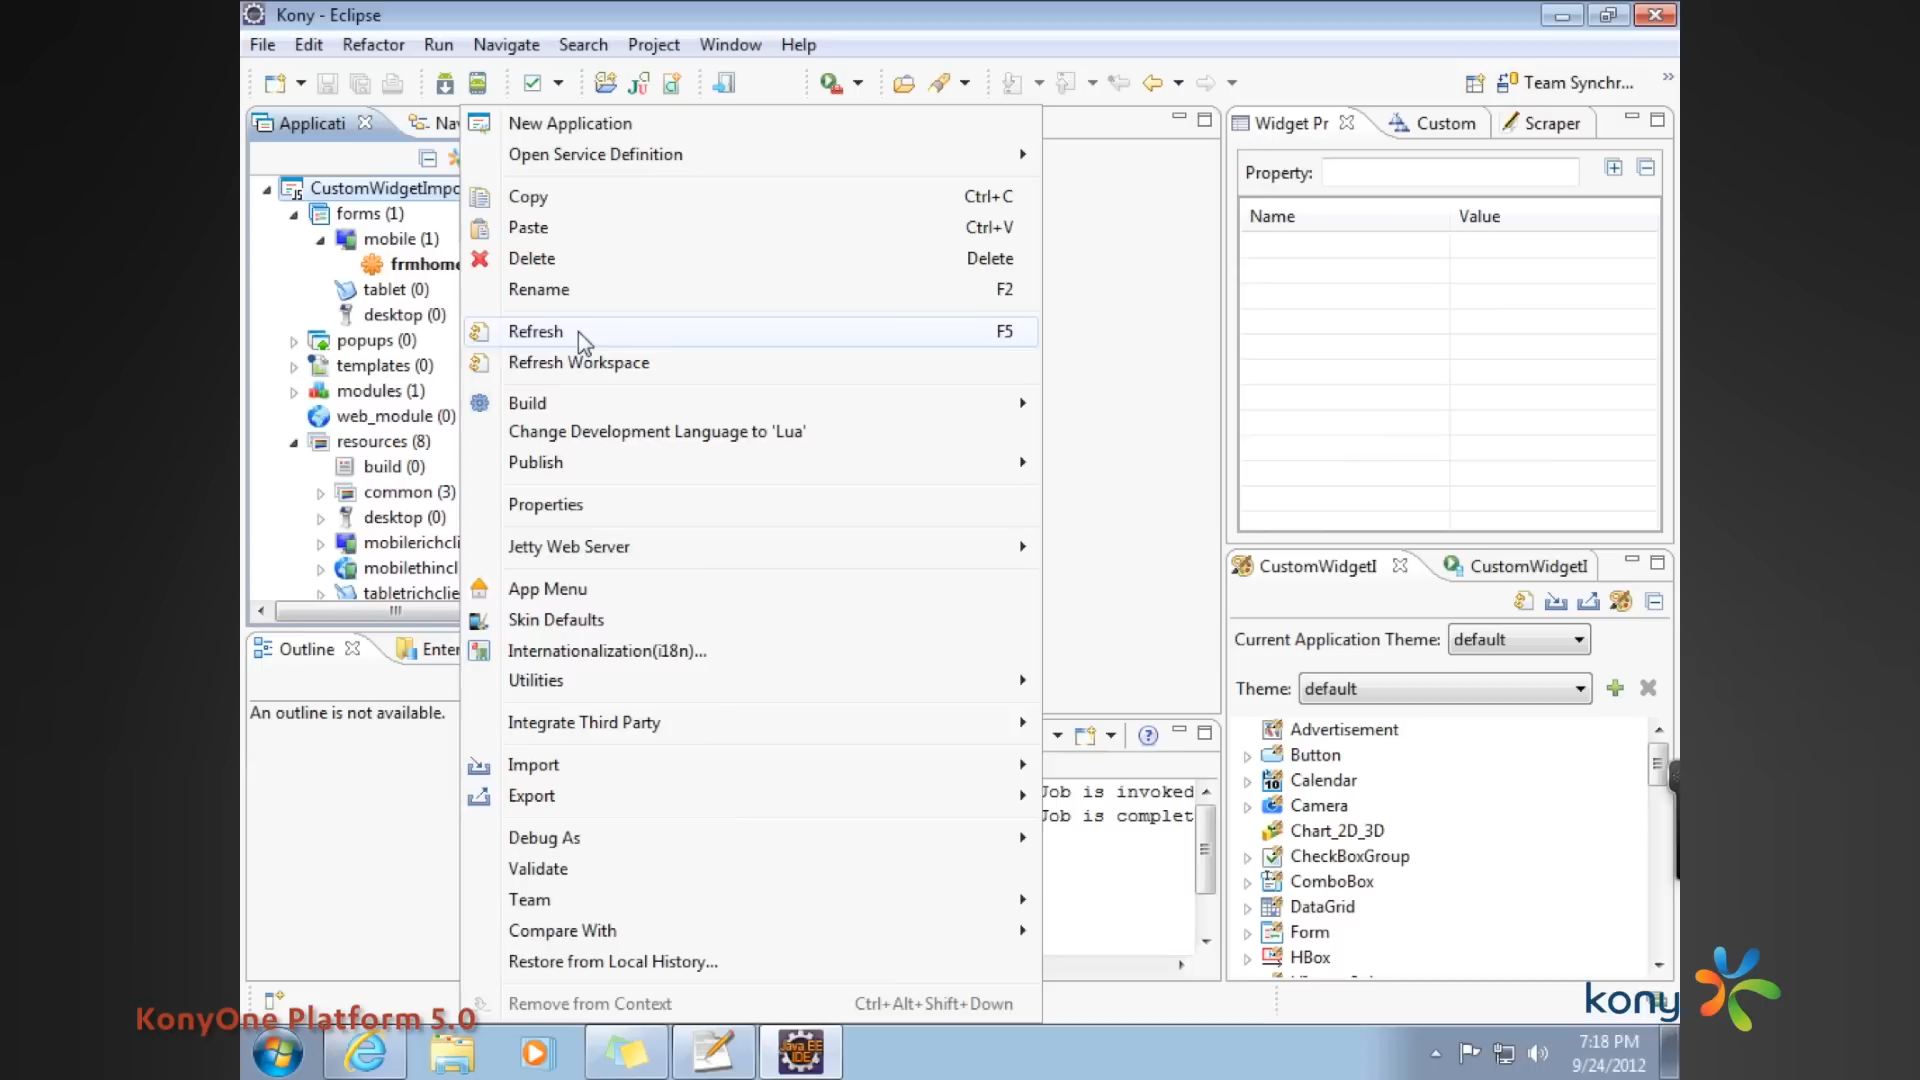 Kony - Eclipse
File Edit Refactor Run Navigate Search Project Window Help
Team Synchr...
Applicati
Custom
Scraper
Widget Pr
Property:
Name Value
CustomWidgetImpo
forms (1)
mobile (1)
frmhome
tablet (0)
desktop (0)
popups (0)
templates (0)
modules (1)
web_module (0)
resources (8)
build (0)
common (3)
desktop (0)
mobilerichcli
mobilethincl
tabletrichclie
New Application
Open Service Definition
Copy Ctrl+C
Paste Ctrl+V
Delete Delete
Rename F2
Refresh F5
Refresh Workspace
Build
Change Development Language to 'Lua'
Publish
Properties
Jetty Web Server
App Menu
Skin Defaults
Internationalization(i18n)...
Utilities
Integrate Third Party
Import
Export
Debug As
Validate
Team
Compare With
Restore from Local History...
Remove from Context Ctrl+Alt+Shift+Down
Outline
An outline is not available.
Job is invoked
Job is complet
CustomWidgetI
CustomWidgetI
Current Application Theme: default
Theme: default
Advertisement
Button
Calendar
Camera
Chart_2D_3D
CheckBoxGroup
ComboBox
DataGrid
Form
HBox
KonyOne Platform 5.0
kony
Java EE
IDE
7:18 PM
9/24/2012